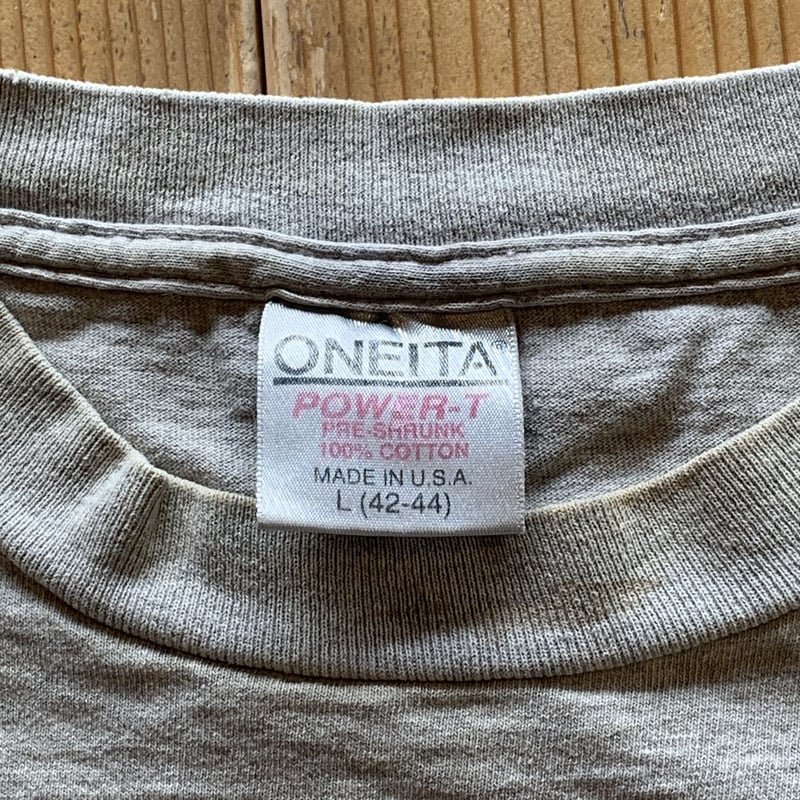 ONEITA®
POWER-T
PRE-SHRUNK
100% COTTON
MADE IN U.S.A.
L (42-44)